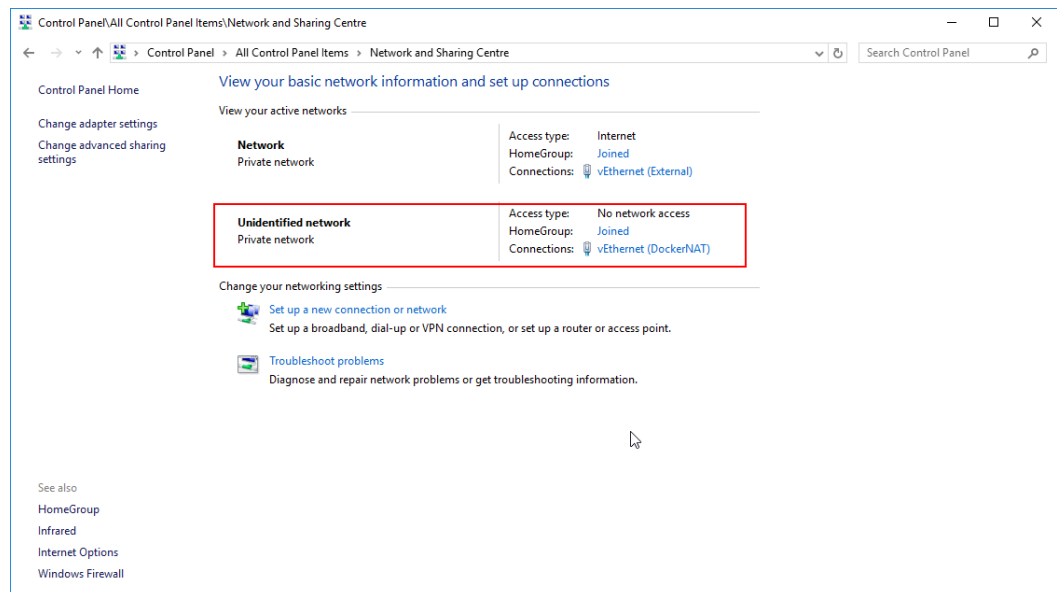 Control Panel\All Control Panel Items\Network and Sharing Centre
Control Panel > All Control Panel Items > Network and Sharing Centre
Search Control Panel
Control Panel Home
Change adapter settings
Change advanced sharing
settings
View your basic network information and set up connections
View your active networks
Network
Private network
Access type: Internet
HomeGroup: Joined
Connections: vEthernet (External)
Unidentified network
Private network
Access type: No network access
HomeGroup: Joined
Connections: vEthernet (DockerNAT)
Change your networking settings
Set up a new connection or network
Set up a broadband, dial-up or VPN connection, or set up a router or access point.
Troubleshoot problems
Diagnose and repair network problems or get troubleshooting information.
See also
HomeGroup
Infrared
Internet Options
Windows Firewall